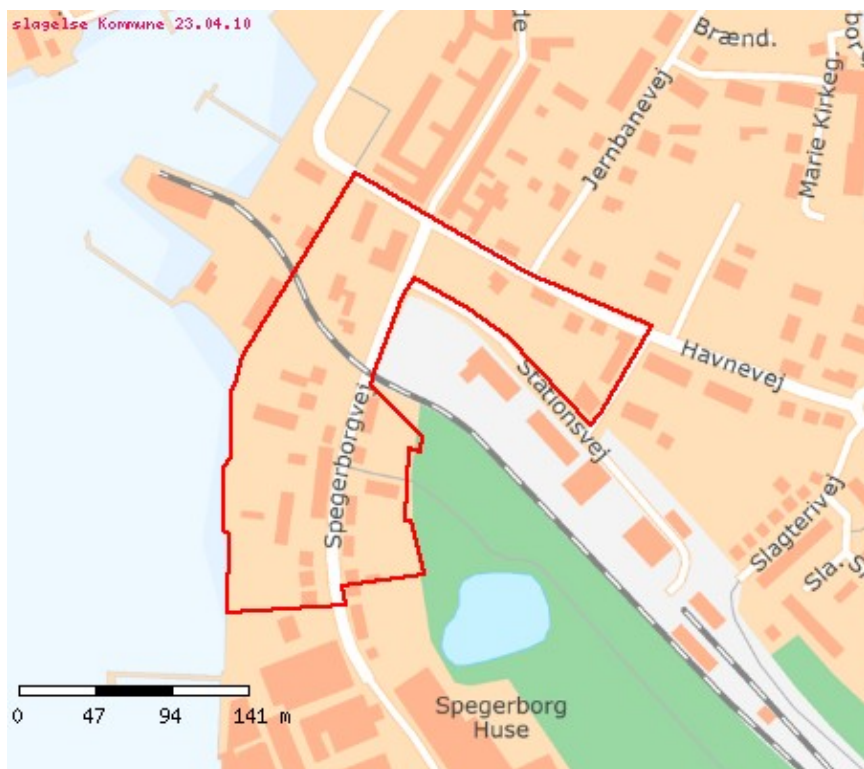 slagelse Kommune 23.04.10
Brænd.
Jernbanevej
Marie Kirkeg.
Havnevej
Stationsvej
Spegerborgvej
Slagterivej
Sla.
Spegerborg
Huse
0 47 94 141 m